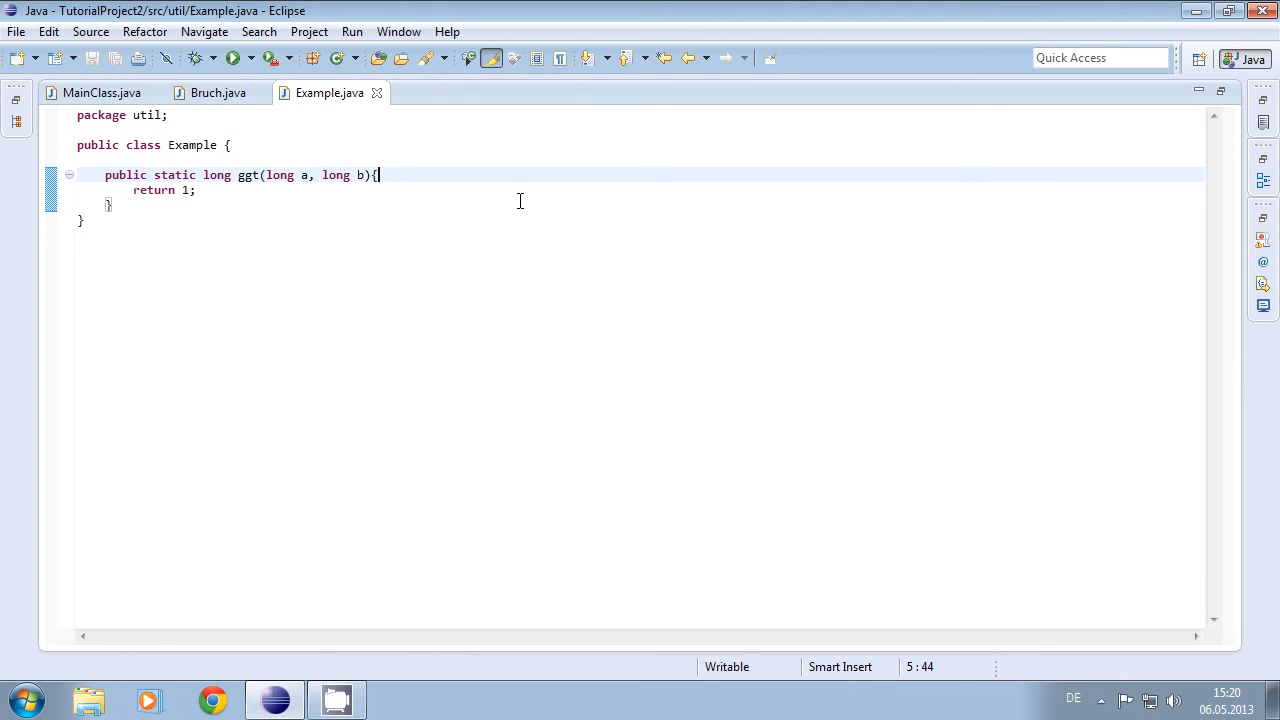 Java - TutorialProject2/src/util/Example.java - Eclipse
File Edit Source Refactor Navigate Search Project Run Window Help
Quick Access Java
MainClass.java Bruch.java Example.java
package util;
public class Example {
public static long ggt(long a, long b){
return 1;
}
}
Writable Smart Insert 5 : 44
DE 15:20
06.05.2013